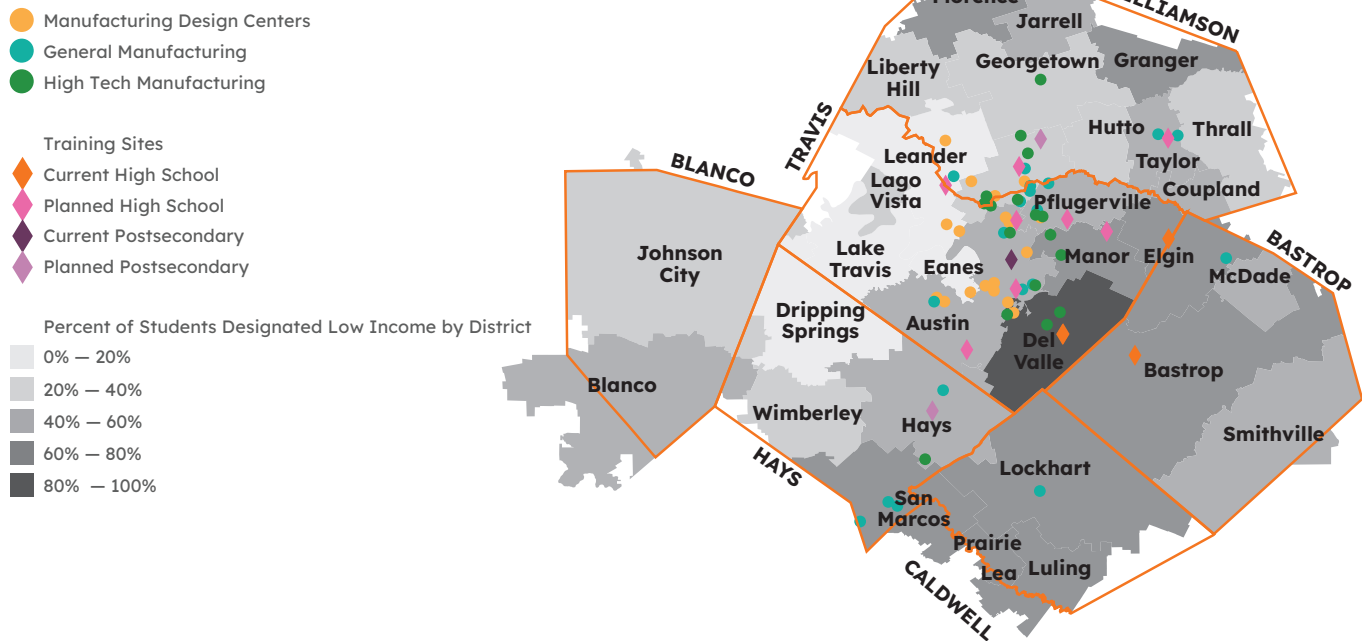 Manufacturing Design Centers
General Manufacturing
High Tech Manufacturing
Training Sites
Current High School
Planned High School
Current Postsecondary
Planned Postsecondary
Percent of Students Designated Low Income by District
0% — 20%
20% — 40%
40% — 60%
60% — 80%
80% — 100%
Jarrell
Georgetown
Granger
Liberty
Hill
TRAVIS
Hutto
Thrall
Leander
Taylor
BLANCO
Lago
Vista
Coupland
Pflugerville
Johnson
City
Lake
Travis
Eanes
Manor
Elgin
BASTROP
McDade
Dripping
Springs
Austin
Del
Valle
Bastrop
Blanco
Wimberley
Hays
Smithville
HAYS
Lockhart
San
Marcos
Prairie
Lea
Luling
CALDWELL